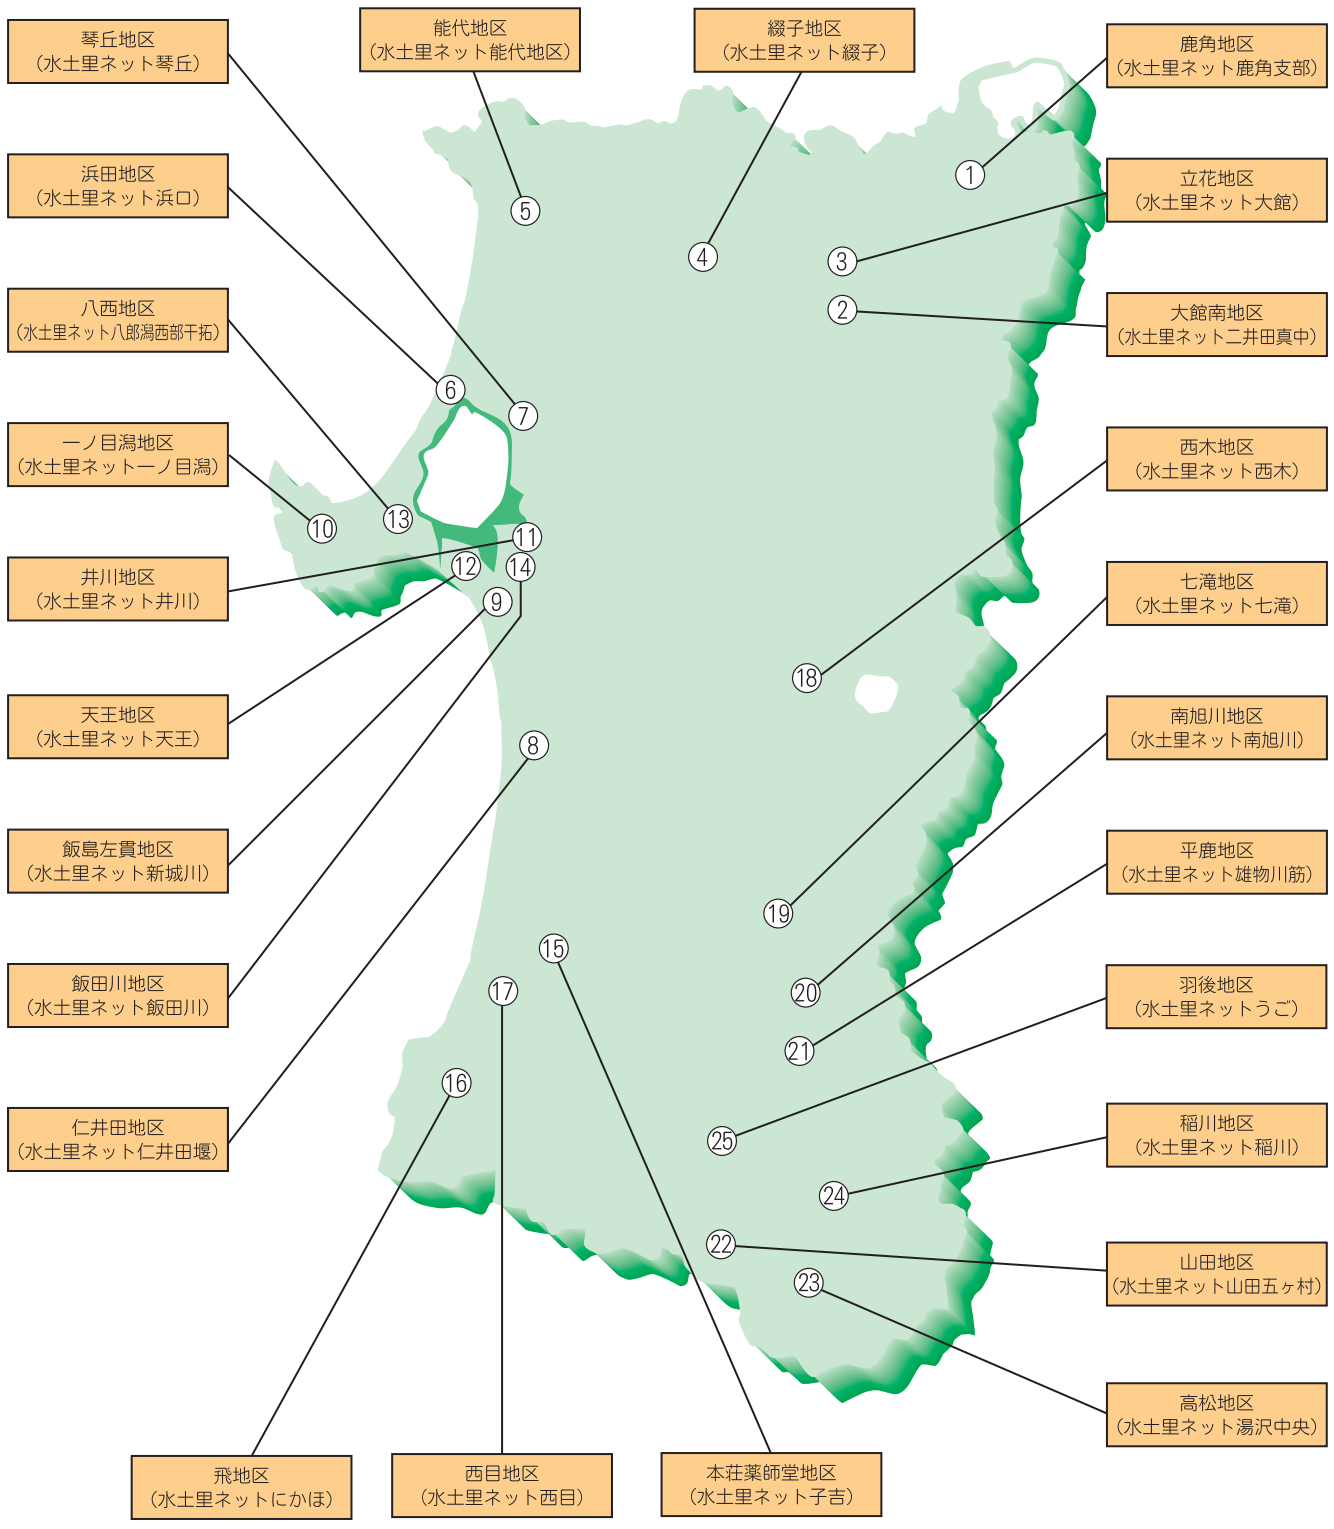 琴丘地区
（水土里ネット琴丘）
能代地区
（水土里ネット能代地区）
綴子地区
（水土里ネット綴子）
鹿角地区
（水土里ネット鹿角支部）
浜田地区
（水土里ネット浜口）
立花地区
（水土里ネット大館）
八西地区
（水土里ネット八郎潟西部干拓）
大館南地区
（水土里ネット二井田真中）
一ノ目潟地区
（水土里ネット一ノ目潟）
西木地区
（水土里ネット西木）
井川地区
（水土里ネット井川）
七滝地区
（水土里ネット七滝）
天王地区
（水土里ネット天王）
南旭川地区
（水土里ネット南旭川）
飯島左貫地区
（水土里ネット新城川）
平鹿地区
（水土里ネット雄物川筋）
飯田川地区
（水土里ネット飯田川）
羽後地区
（水土里ネットうご）
仁井田地区
（水土里ネット仁井田堰）
稲川地区
（水土里ネット稲川）
山田地区
（水土里ネット山田五ヶ村）
高松地区
（水土里ネット湯沢中央）
飛地区
（水土里ネットにかほ）
西目地区
（水土里ネット西目）
本荘薬師堂地区
（水土里ネット子吉）
1
5
4
3
2
6
7
13
10
11
12
14
9
18
8
19
15
17
20
21
16
25
24
22
23